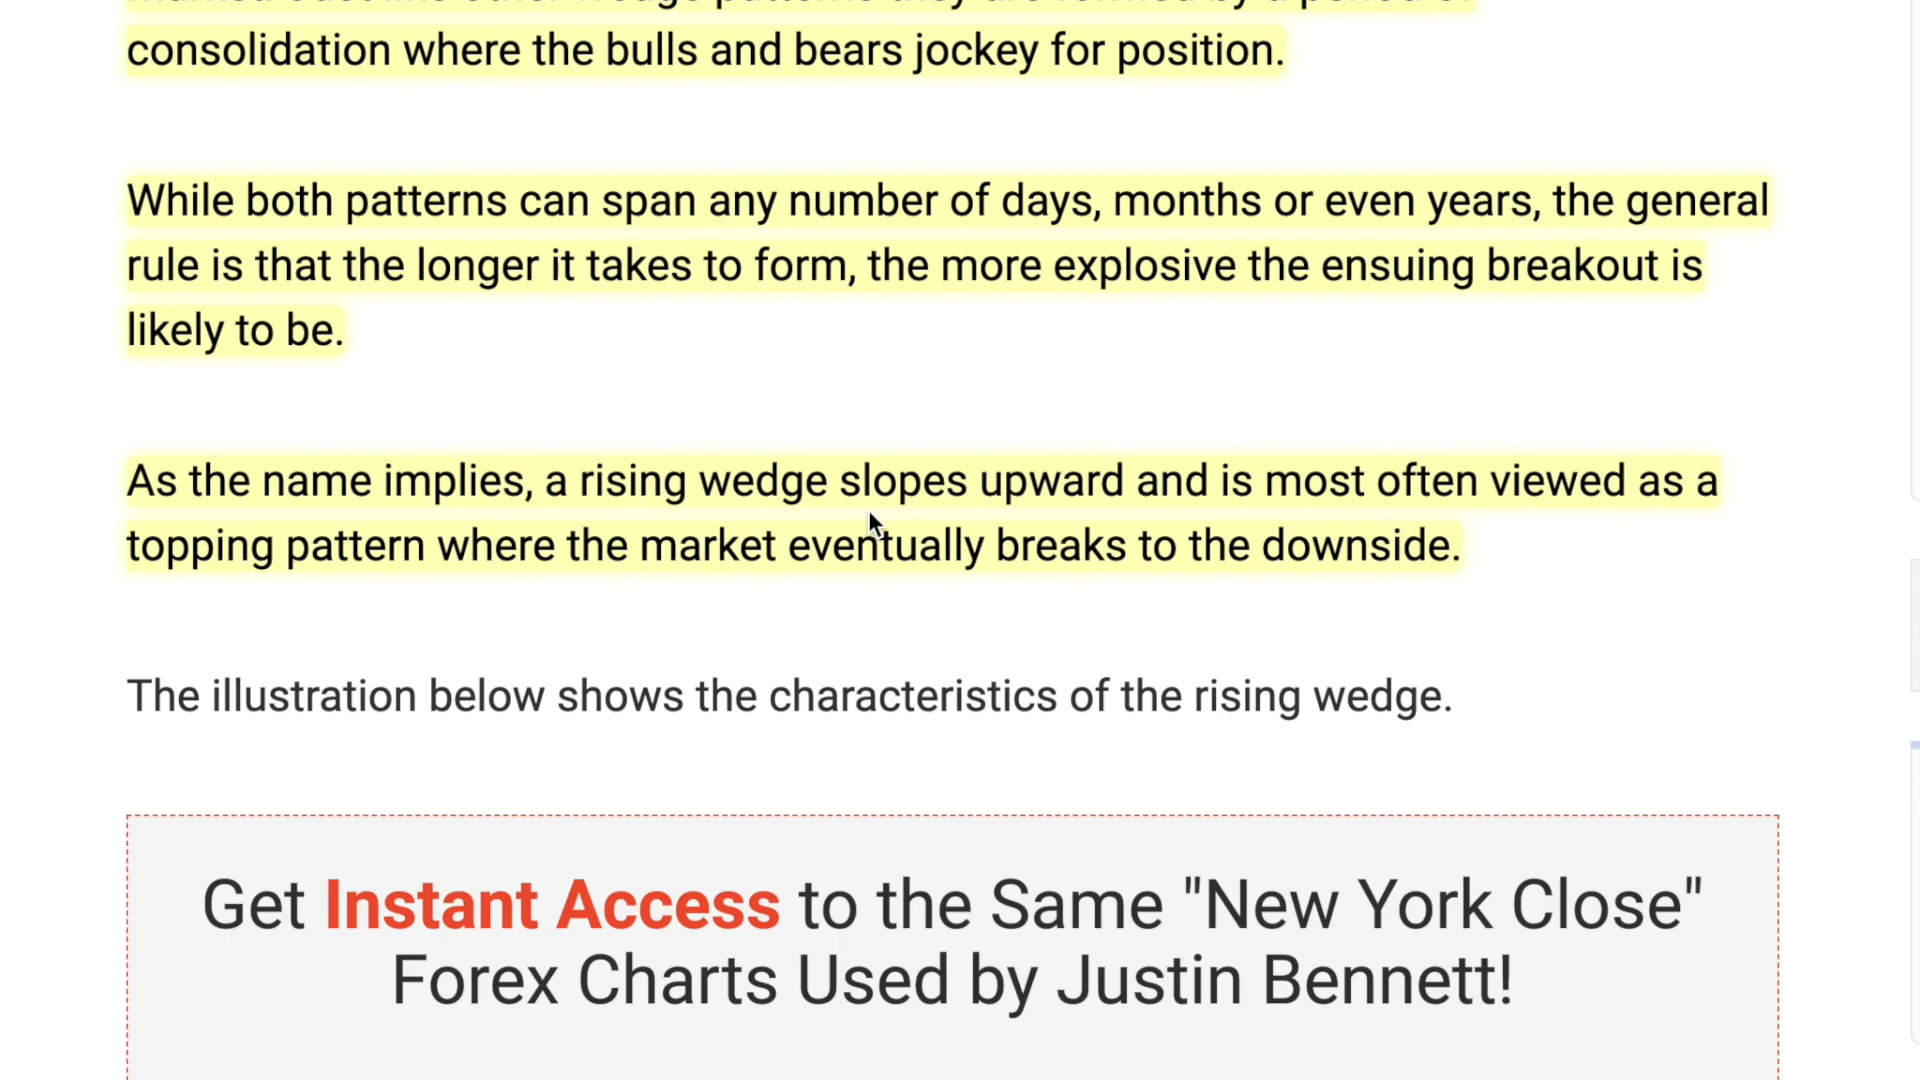 consolidation where the bulls and bears jockey for position.
While both patterns can span any number of days, months or even years, the general
rule is that the longer it takes to form, the more explosive the ensuing breakout is
likely to be.
As the name implies, a rising wedge slopes upward and is most often viewed as a
topping pattern where the market eventually breaks to the downside.
The illustration below shows the characteristics of the rising wedge.
Get Instant Access to the Same "New York Close"
Forex Charts Used by Justin Bennett!